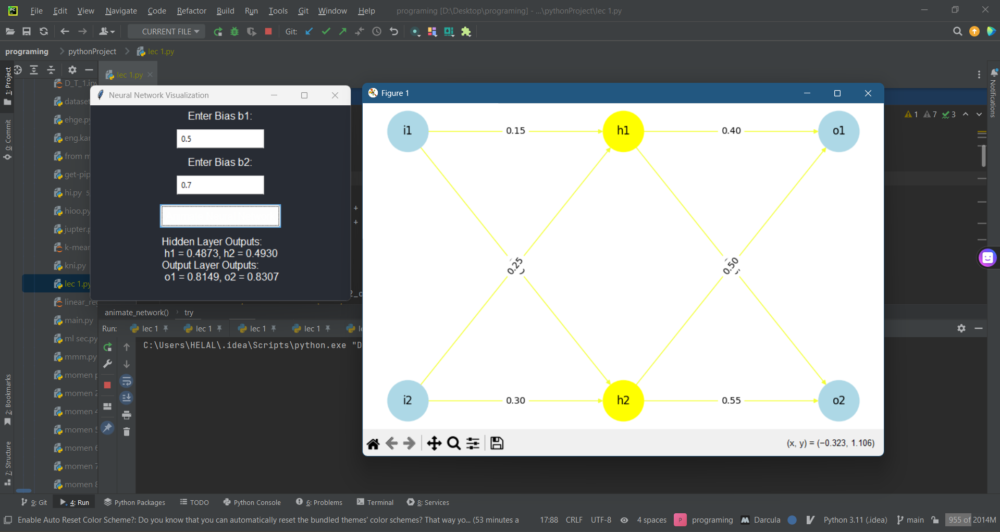 File Edit View Navigate Code Refactor Build Run Tools Git Window Help programing [D:\Desktop\programing] - ...\pythonProject\lec 1.py
CURRENT FILE Git:
programing pythonProject lec 1.py
1: Project
0: Commit
2: Bookmarks
7: Structure
D_T_1.
dataset
ehge.py
eng.kar
from m
get-pip
hi.py 5
hioo.py
jupter.p
k-mear
kni.py
lec 1.py
linear_reg
main.py
ml sec.py
mmm.py
momen p
momen 2
momen 4
momen 5
momen 6
momen 7
momen 8
lec 1.py
Neural Network Visualization
Enter Bias b1:
0.5
Enter Bias b2:
0.7
Hidden Layer Outputs:
h1 = 0.4873, h2 = 0.4930
Output Layer Outputs:
o1 = 0.8149, o2 = 0.8307
+
+
Figure 1
i1 0.15 h1 0.40 o1
0.25 0.50
i2 0.30 h2 0.55 o2
(x, y) = (−0.323, 1.106)
1 7 3
Notifications
animate_network() try
Run: lec 1 lec 1 lec 1 lec 1
C:\Users\HELAL\.idea\Scripts\python.exe "D
9: Git 4: Run Python Packages TODO Python Console 6: Problems Terminal 8: Services
Enable Auto Reset Color Scheme?: Do you know that you can automatically reset the bundled themes' color schemes? That way yo... (53 minutes a 17:88 CRLF UTF-8 4 spaces P programing Darcula Python 3.11 (.idea) main 955 of 2014M